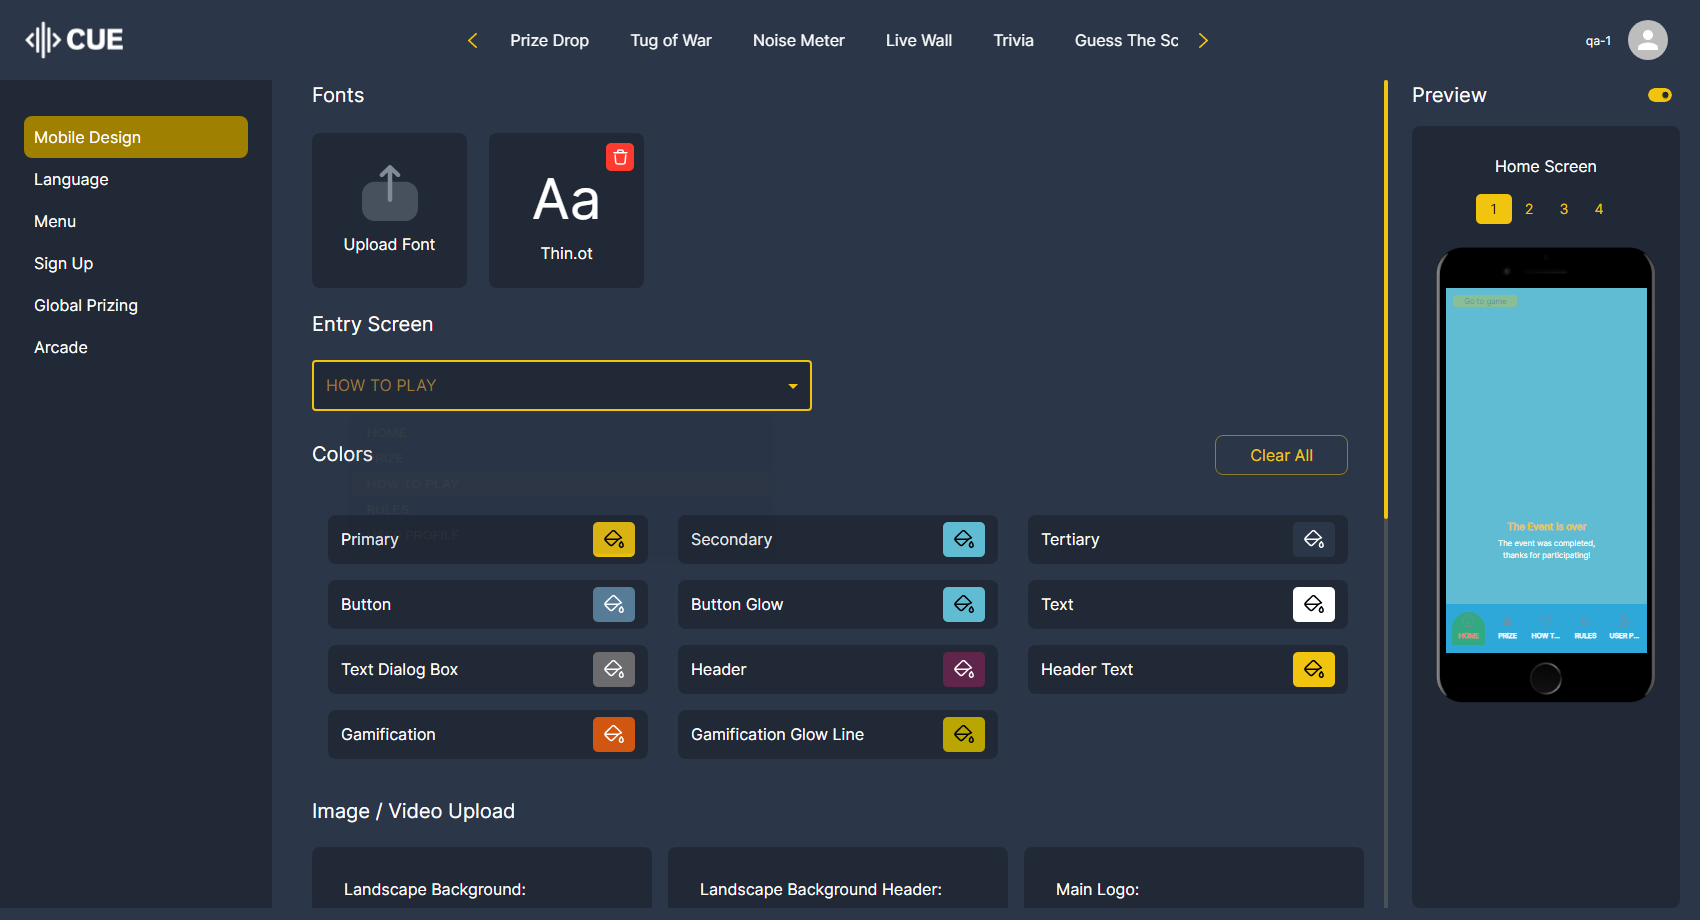 CUE
Prize Drop
Tug of War
Noise Meter
Live Wall
Trivia
Guess The Sc
qa-1
Mobile Design
Language
Menu
Sign Up
Global Prizing
Arcade
Fonts
Upload Font
Aa
Thin.ot
Entry Screen
HOW TO PLAY
HOME
HOW TO PLAY
RULES
PROFILE
Colors
Clear All
Primary
Secondary
Tertiary
Button
Button Glow
Text
Text Dialog Box
Header
Header Text
Gamification
Gamification Glow Line
Image / Video Upload
Landscape Background:
Landscape Background Header:
Main Logo:
Preview
Home Screen
1 2 3 4
Go to game
The Event is over
The event was completed,
thanks for participating!
HOME
PRIZE
HOW T...
RULES
USER P...